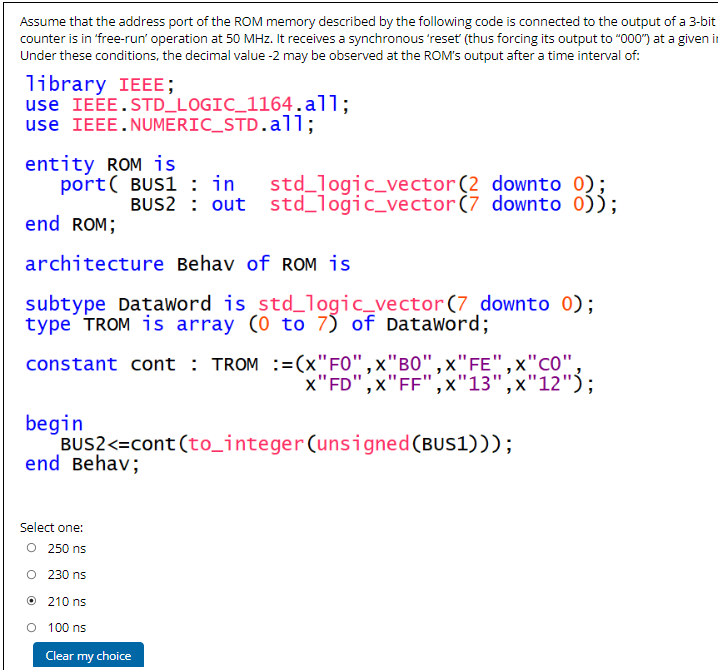 Assume that the address port of the ROM memory described by the following code is connected to the output of a 3-bit
counter is in 'free-run' operation at 50 MHz. It receives a synchronous 'reset' (thus forcing its output to "000") at a given
Under these conditions, the decimal value -2 may be observed at the ROM's output after a time interval of:
library IEEE;
use IEEE.STD_LOGIC_1164.all;
use IEEE.NUMERIC_STD.all;
entity ROM is
port( BUS1 : in std_logic_vector(2 downto 0);
BUS2 : out std_logic_vector(7 downto 0));
end ROM;
architecture Behav of ROM is
subtype DataWord is std_logic_vector(7 downto 0);
type TROM is array (0 to 7) of DataWord;
constant cont : TROM :=(x"F0",x"B0",x"FE",x"C0",
x"FD",x"FF",x"13",x"12");
begin
BUS2<=cont(to_integer(unsigned(BUS1)));
end Behav;
Select one:
250 ns
230 ns
210 ns
100 ns
Clear my choice